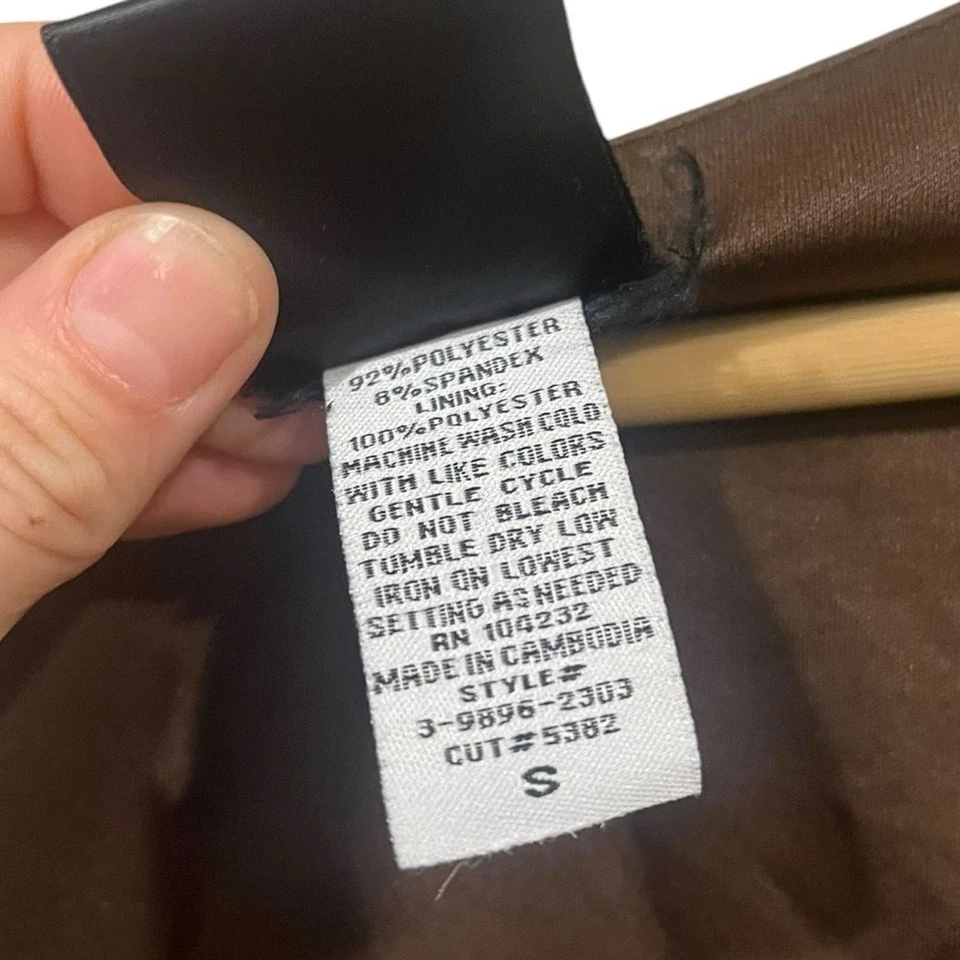 92%POLYESTER
8%SPANDEX
LINING:
100%POLYESTER
MACHINE WASH COLD
WITH LIKE COLORS
GENTLE CYCLE
DO NOT BLEACH
TUMBLE DRY LOW
IRON ON LOWEST
SETTING AS NEEDED
RN 104232
MADE IN CAMBODIA
STYLE#
3-9896-2303
CUT#5382
S